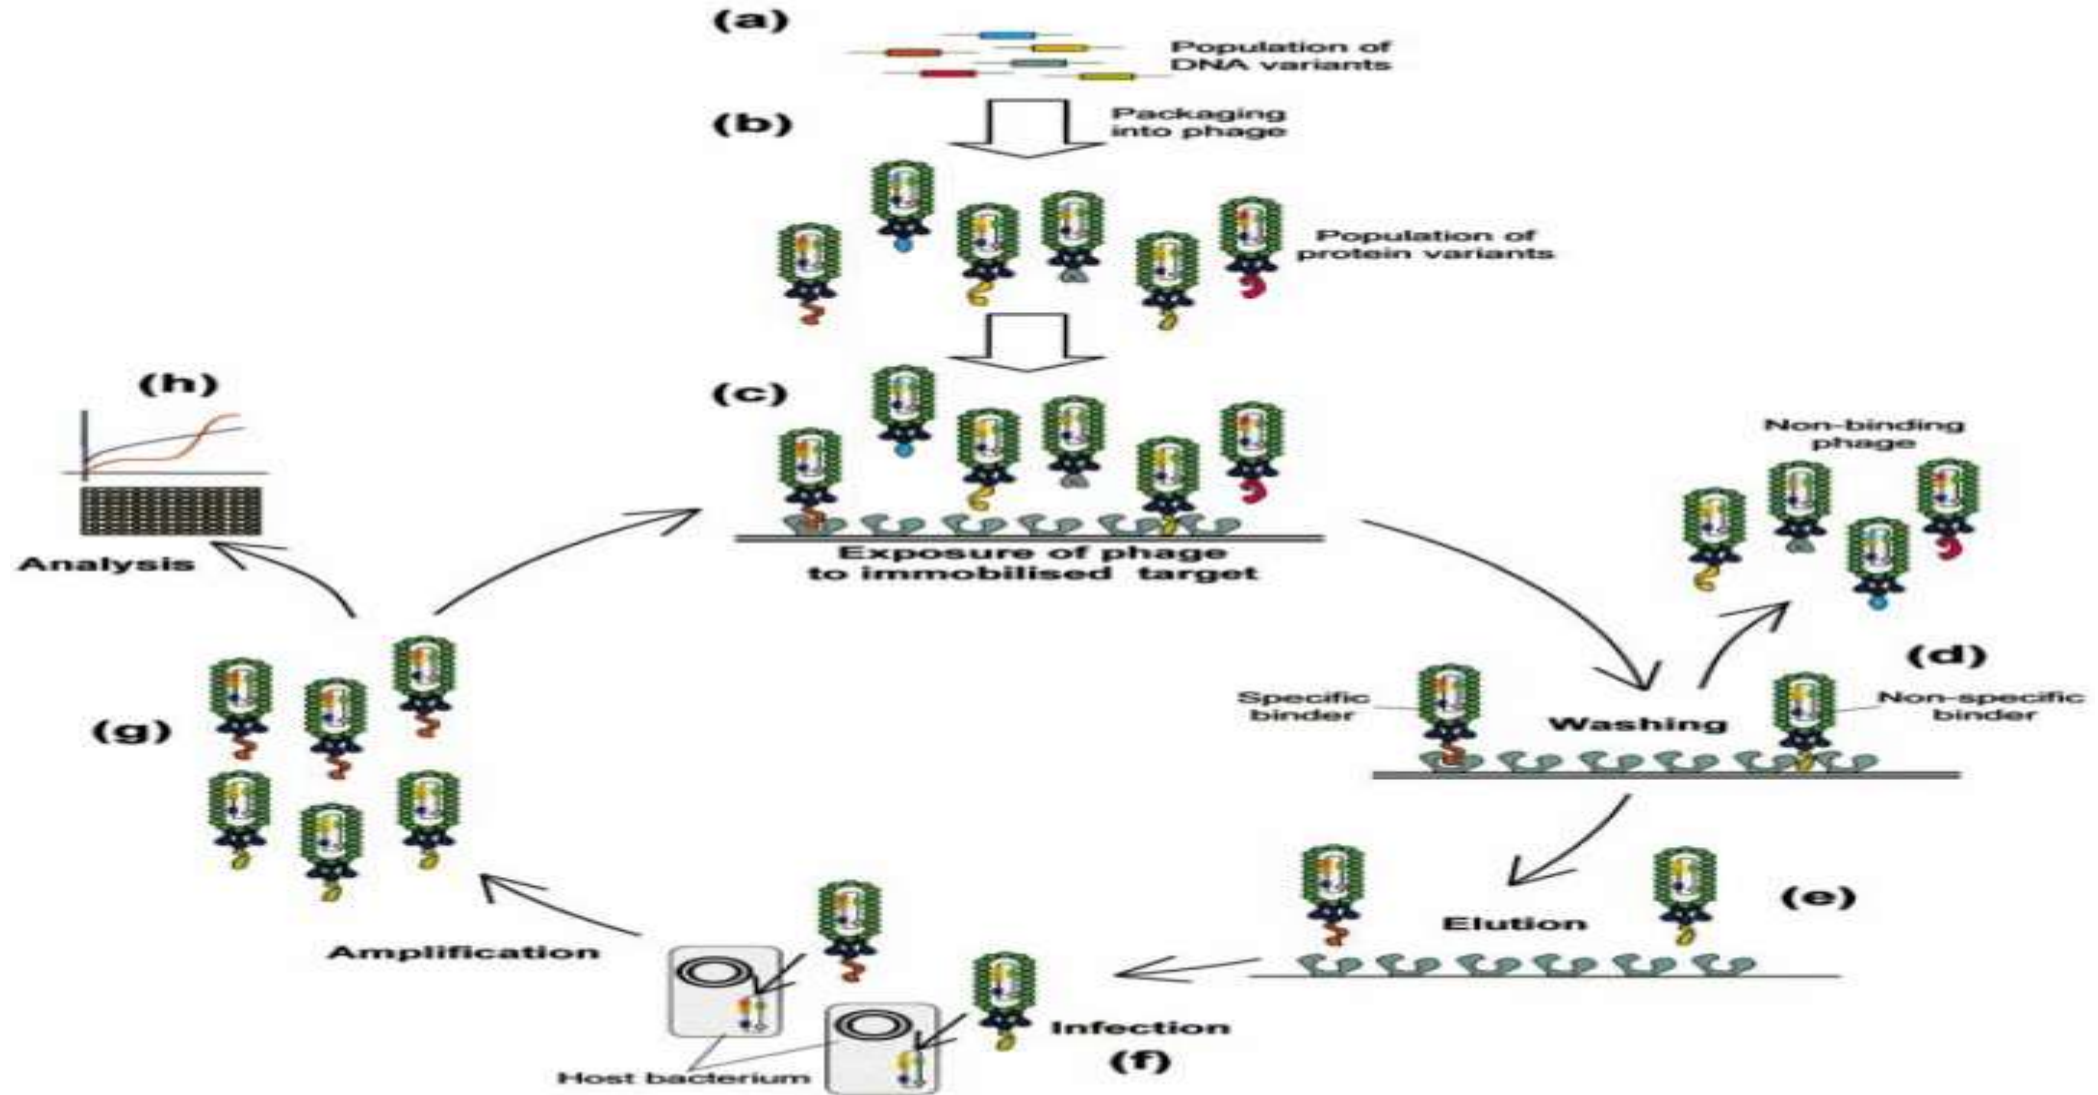 (a)
Population of
DNA variants
(b)
Packaging
into phage
Population of
protein variants
(c)
Exposure of phage
to immobilised target
(h)
Analysis
Non-binding
phage
(d)
Specific
binder
Washing
Non-specific
binder
(g)
(e)
Elution
Amplification
Infection
(f)
Host bacterium